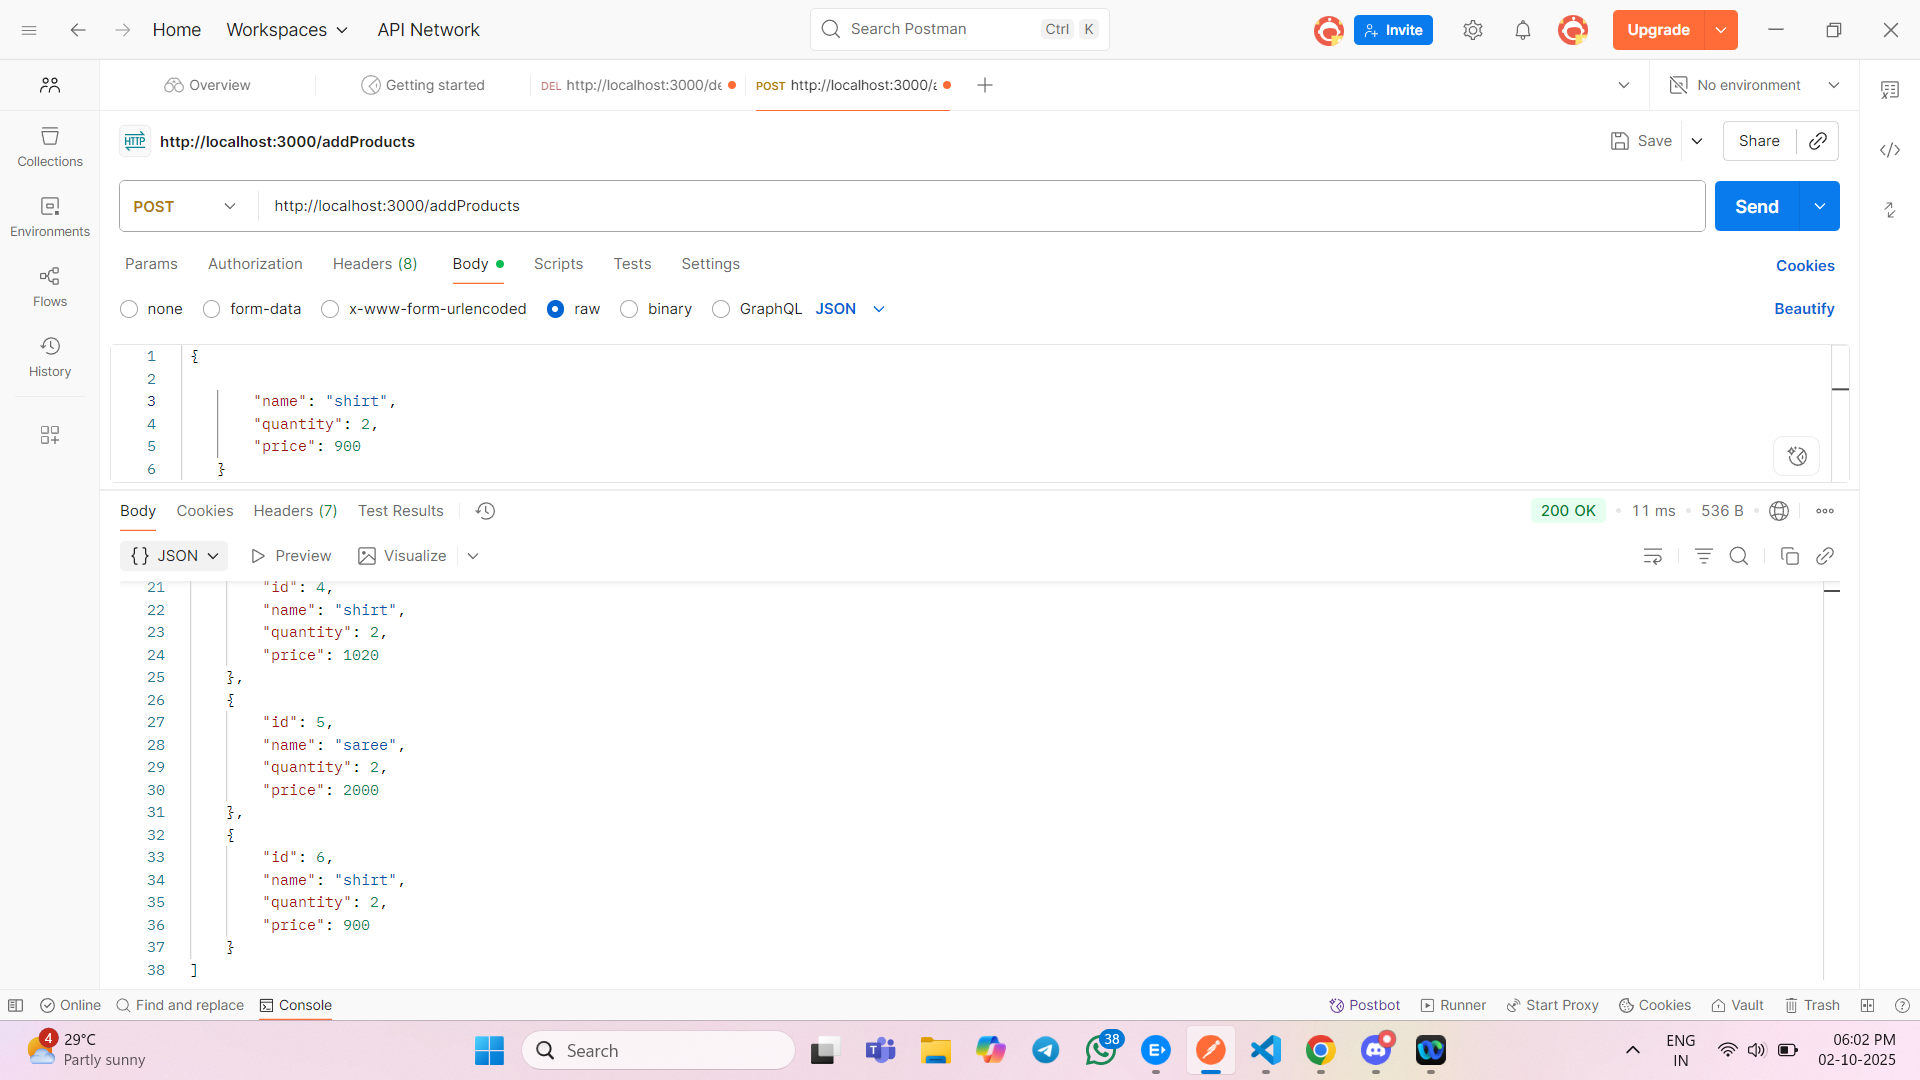 Home Workspaces API Network Search Postman Ctrl K Invite Upgrade
Overview Getting started DEL http://localhost:3000/de POST http://localhost:3000/a No environment
HTTP http://localhost:3000/addProducts Save Share
POST http://localhost:3000/addProducts Send
Params Authorization Headers (8) Body Scripts Tests Settings Cookies
none form-data x-www-form-urlencoded raw binary GraphQL JSON Beautify
Collections
Environments
Flows
History
1 {
2
3 "name": "shirt",
4 "quantity": 2,
5 "price": 900
6 }
Body Cookies Headers (7) Test Results 200 OK 11 ms 536 B
{} JSON Preview Visualize
21 "id": 4,
22 "name": "shirt",
23 "quantity": 2,
24 "price": 1020
25 },
26 {
27 "id": 5,
28 "name": "saree",
29 "quantity": 2,
30 "price": 2000
31 },
32 {
33 "id": 6,
34 "name": "shirt",
35 "quantity": 2,
36 "price": 900
37 }
38 ]
Online Find and replace Console Postbot Runner Start Proxy Cookies Vault Trash
4 29°C
Partly sunny
Search
38
ENG
IN
06:02 PM
02-10-2025